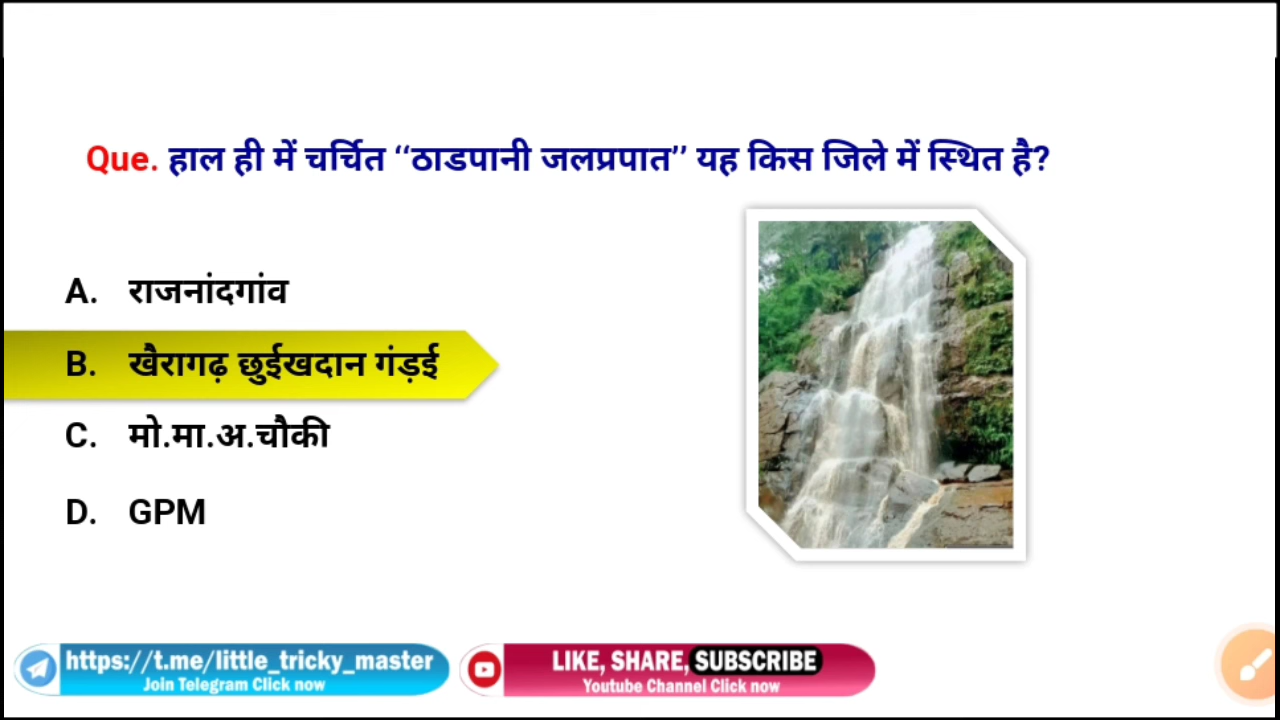 Que. हाल ही में चर्चित ‘‘ठाडपानी जलप्रपात’’ यह किस जिले में स्थित है?
A. राजनांदगांव
B. खैरागढ़ छुईखदान गंड़ई
C. मो.मा.अ.चौकी
D. GPM
https://t.me/little_tricky_master
Join Telegram Click now
LIKE, SHARE, SUBSCRIBE
Youtube Channel Click now